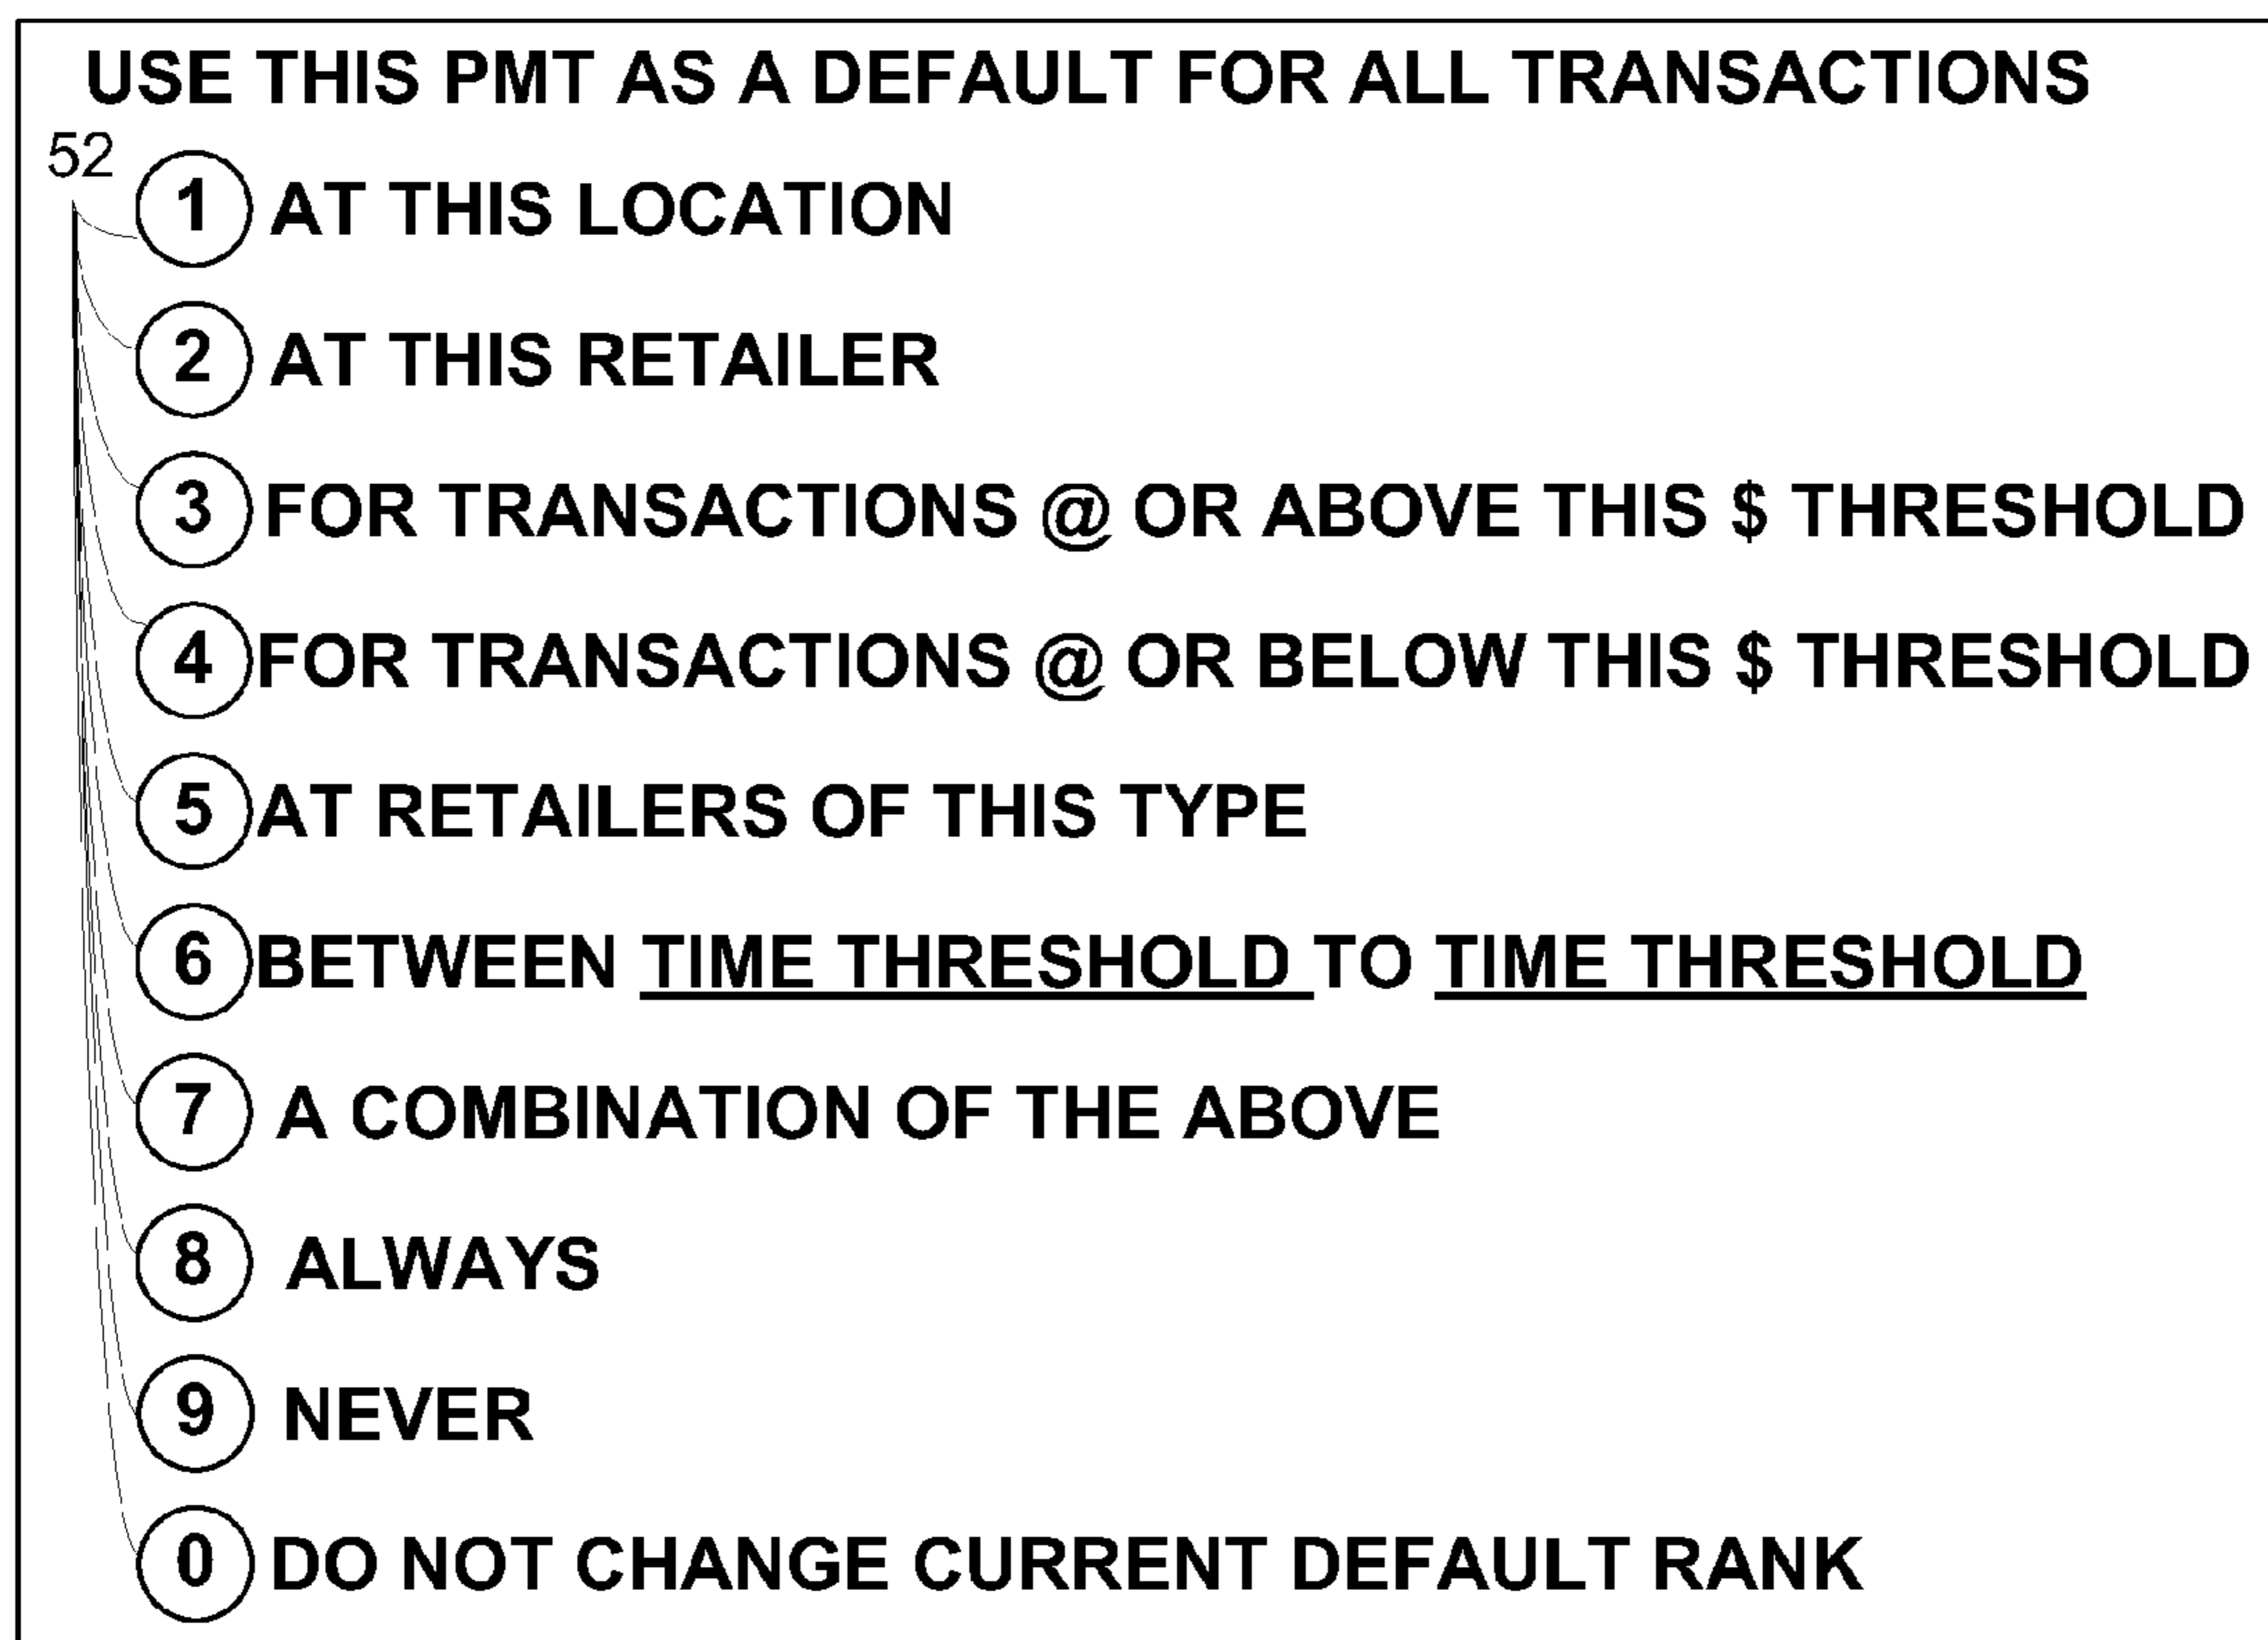 USE THIS PMT AS A DEFAULT FOR ALL TRANSACTIONS
52
1 AT THIS LOCATION
2 AT THIS RETAILER
3 FOR TRANSACTIONS @ OR ABOVE THIS $ THRESHOLD
4 FOR TRANSACTIONS @ OR BELOW THIS $ THRESHOLD
5 AT RETAILERS OF THIS TYPE
6 BETWEEN TIME THRESHOLD TO TIME THRESHOLD
7 A COMBINATION OF THE ABOVE
8 ALWAYS
9 NEVER
0 DO NOT CHANGE CURRENT DEFAULT RANK